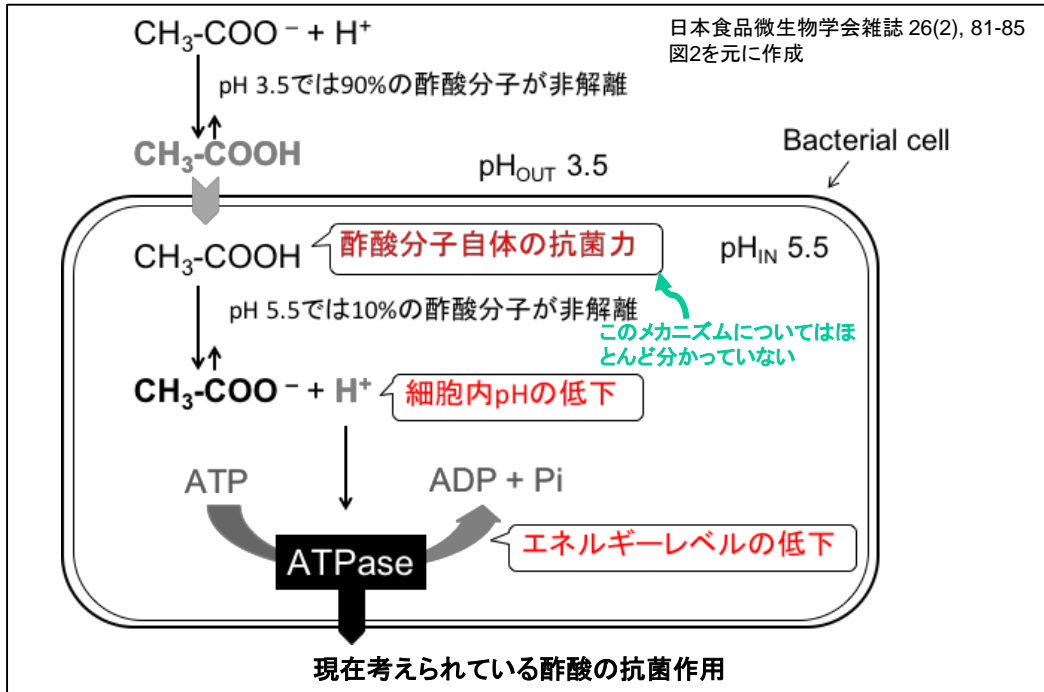 CH₃-COO⁻ + H⁺
日本食品微生物学会雑誌 26(2), 81-85
図2を元に作成
pH 3.5では90%の酢酸分子が非解離
CH₃-COOH
pH_OUT 3.5
Bacterial cell
CH₃-COOH
酢酸分子自体の抗菌力
pH_IN 5.5
pH 5.5では10%の酢酸分子が非解離
このメカニズムについてはほ
とんど分かっていない
CH₃-COO⁻ + H⁺
細胞内pHの低下
ATP
ADP + Pi
エネルギーレベルの低下
ATPase
現在考えられている酢酸の抗菌作用